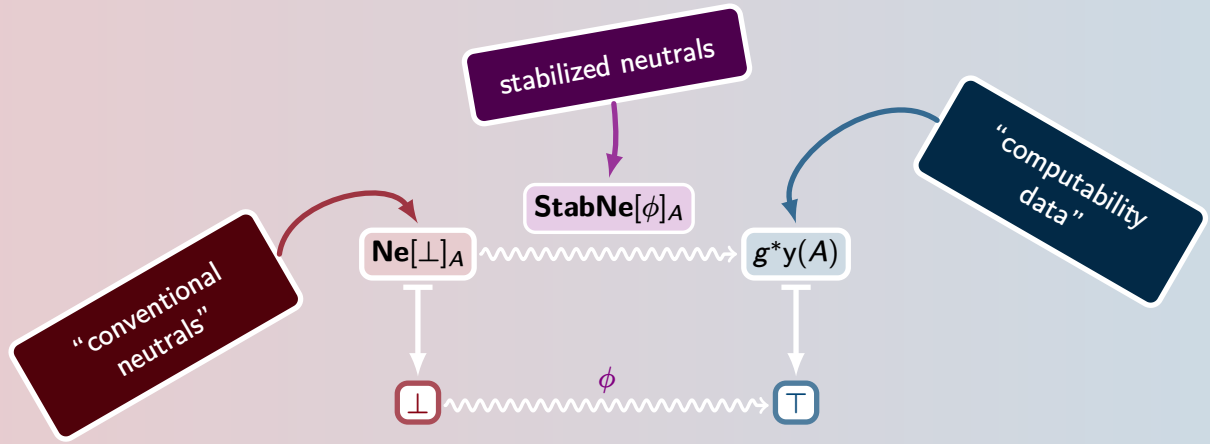 stabilized neutrals
“computability
data”
StabNe[ϕ]_A
“conventional
neutrals”
Ne[⊥]_A
g*y(A)
ϕ
⊥
⊤